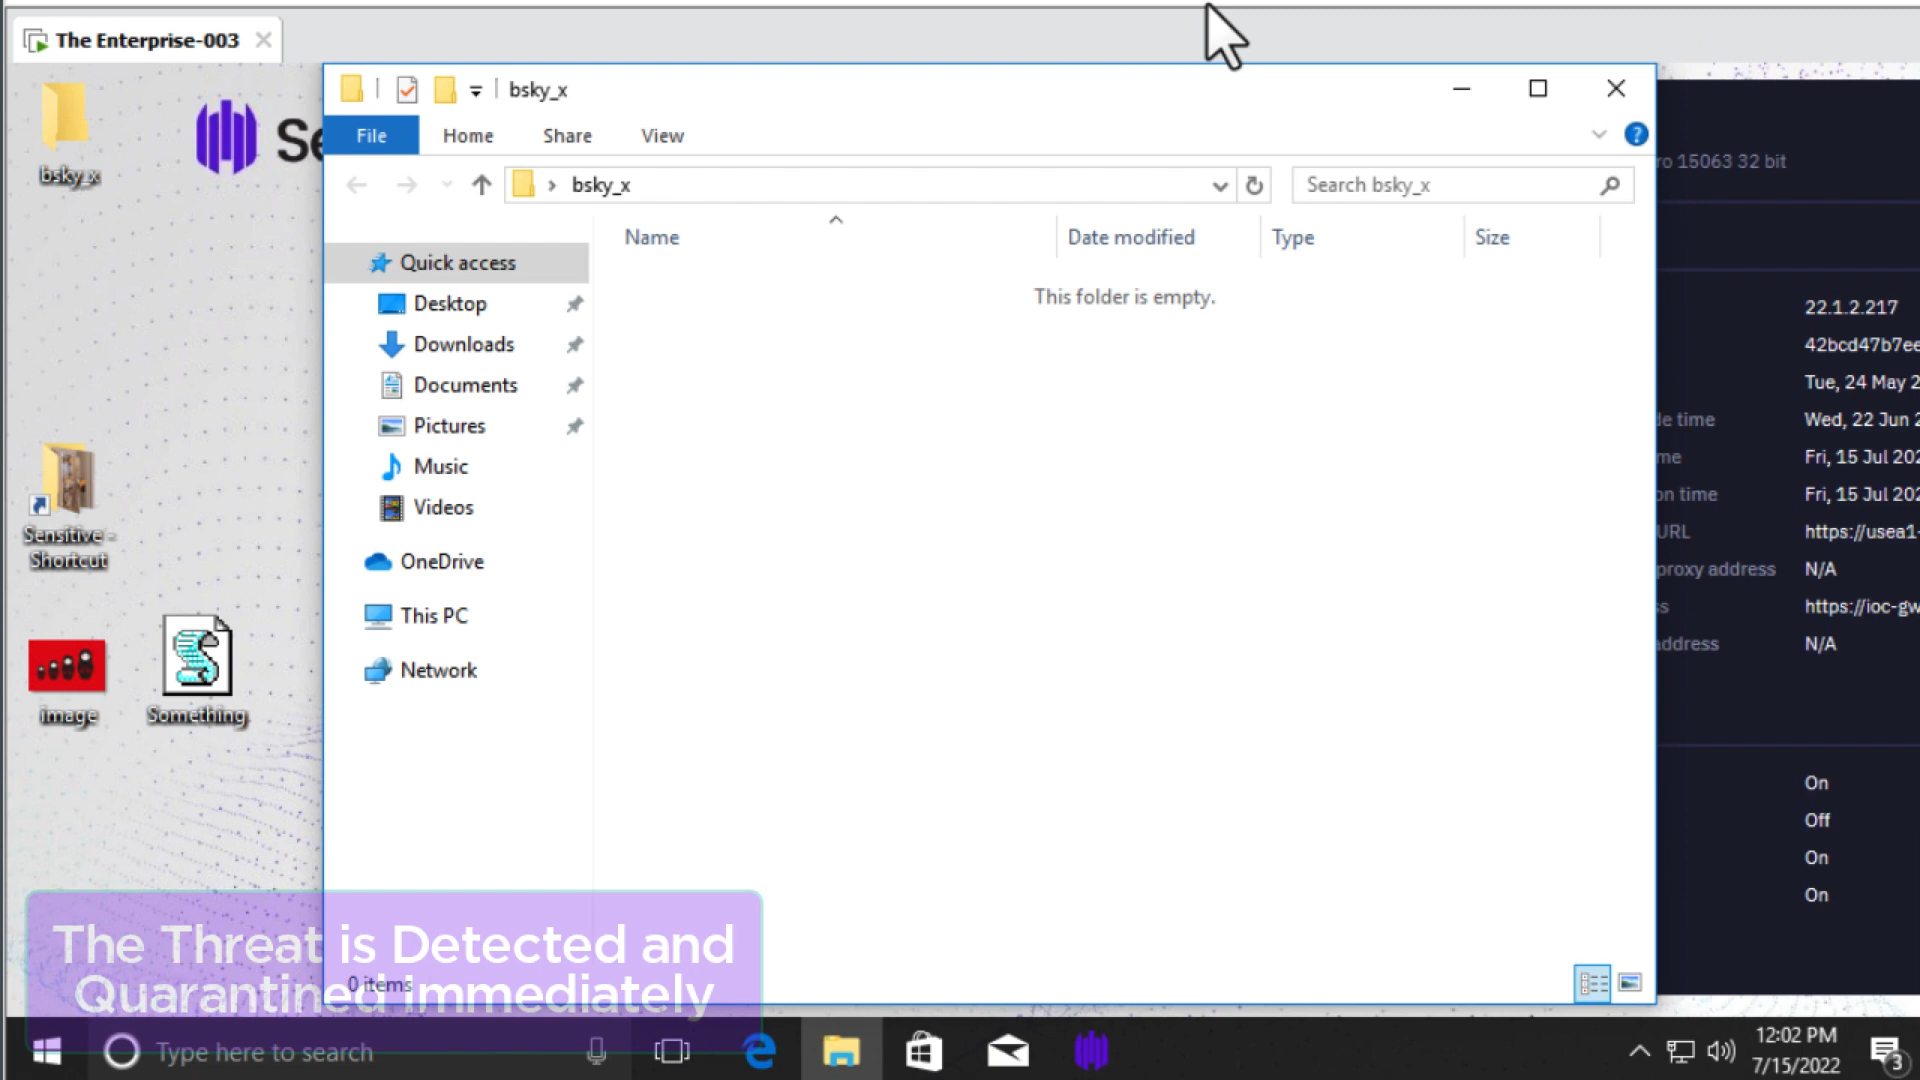 The Enterprise-003
bsky_x
File
Home
Share
View
ro 15063 32 bit
bsky_x
Search bsky_x
bsky_x
Name
Date modified
Type
Size
Quick access
This folder is empty.
Desktop
Downloads
Documents
Pictures
Music
Videos
OneDrive
This PC
Network
Sensitive -
Shortcut
image
Something
22.1.2.217
42bcd47b7ee
Tue, 24 May 2
de time
Wed, 22 Jun 2
me
Fri, 15 Jul 202
on time
Fri, 15 Jul 202
URL
https://usea1-
proxy address
N/A
ss
https://ioc-gw
address
N/A
On
Off
On
On
0 items
The Threat is Detected and
Quarantined immediately
Type here to search
12:02 PM
7/15/2022
3